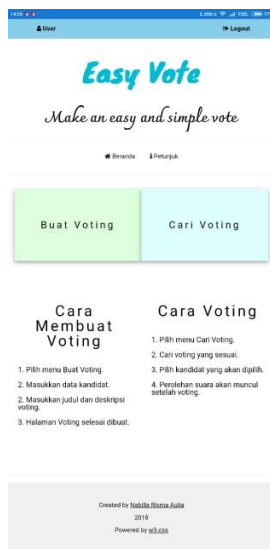 User
Logout
Easy Vote
Make an easy and simple vote
Beranda
Petunjuk
Buat Voting
Cari Voting
Cara
Membuat
Voting
1. Pilih menu Buat Voting.
2. Masukkan data kandidat.
2. Masukkan judul dan deskripsi
voting.
3. Halaman Voting selesai dibuat.
Cara Voting
1. Pilih menu Cari Voting.
2. Cari voting yang sesuai.
3. Pilih kandidat yang akan dipilih.
4. Perolehan suara akan muncul
setelah voting.
Created by Nabilla Risma Aulia
2019
Powered by w3.css